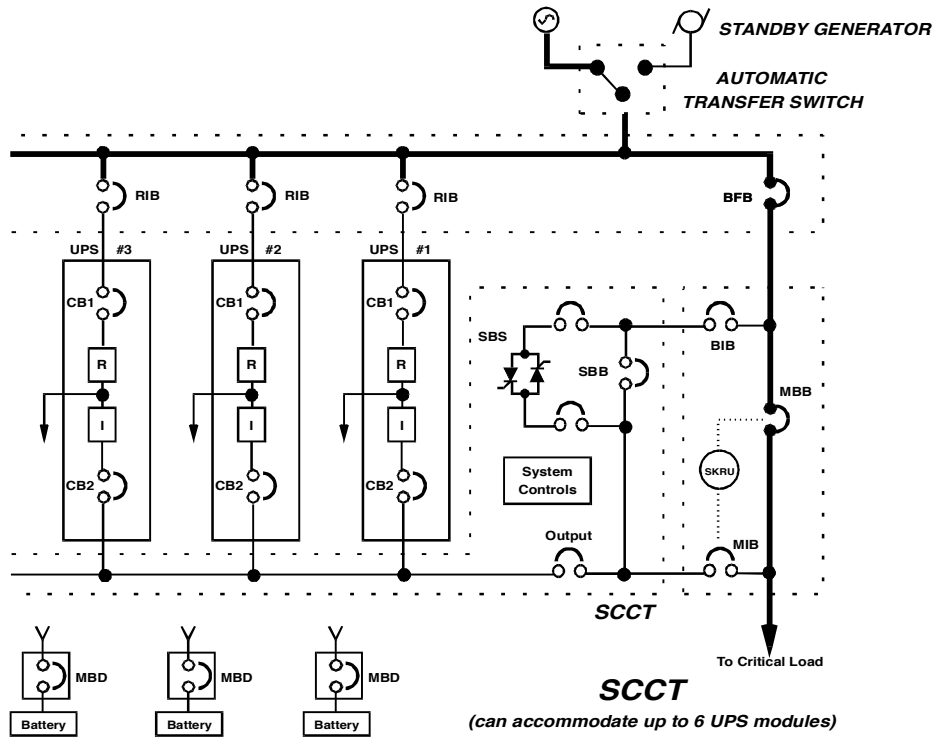 STANDBY GENERATOR
AUTOMATIC
TRANSFER SWITCH
RIB
RIB
RIB
BFB
UPS #3
UPS #2
UPS #1
CB1
CB1
CB1
SBS
SBB
BIB
R
R
R
MBB
I
I
I
System
Controls
SKRU
CB2
CB2
CB2
Output
MIB
SCCT
To Critical Load
MBD
MBD
MBD
SCCT
Battery
Battery
Battery
(can accommodate up to 6 UPS modules)